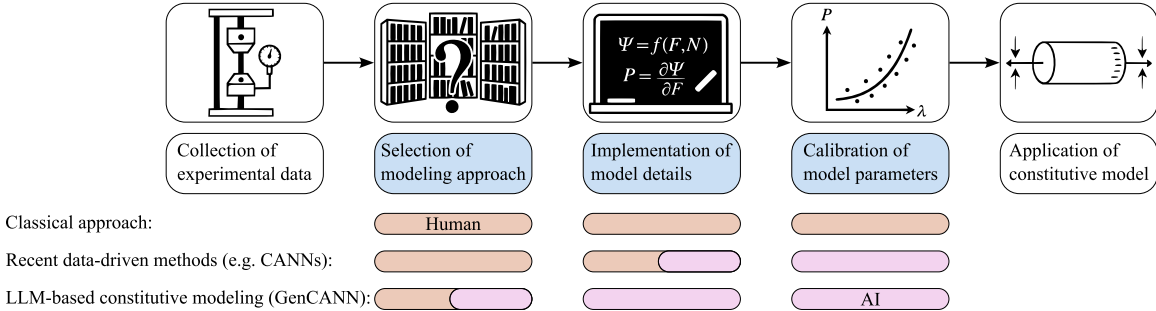 ?
Ψ = f(F,N)
P = ∂Ψ/∂F
P
λ
Collection of
experimental data
Selection of
modeling approach
Implementation of
model details
Calibration of
model parameters
Application of
constitutive model
Classical approach:
Human
Recent data-driven methods (e.g. CANNs):
LLM-based constitutive modeling (GenCANN):
AI